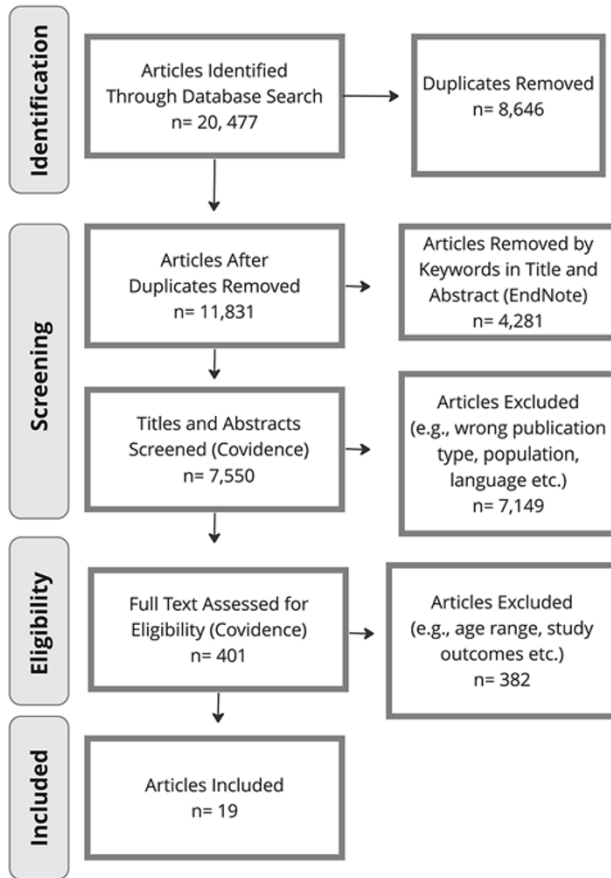 Identification
Articles Identified
Through Database Search
n= 20, 477
Duplicates Removed
n= 8,646
Screening
Articles After
Duplicates Removed
n= 11,831
Articles Removed by
Keywords in Title and
Abstract (EndNote)
n= 4,281
Titles and Abstracts
Screened (Covidence)
n= 7,550
Articles Excluded
(e.g., wrong publication
type, population,
language etc.)
n= 7,149
Eligibility
Full Text Assessed for
Eligibility (Covidence)
n= 401
Articles Excluded
(e.g., age range, study
outcomes etc.)
n= 382
Included
Articles Included
n= 19